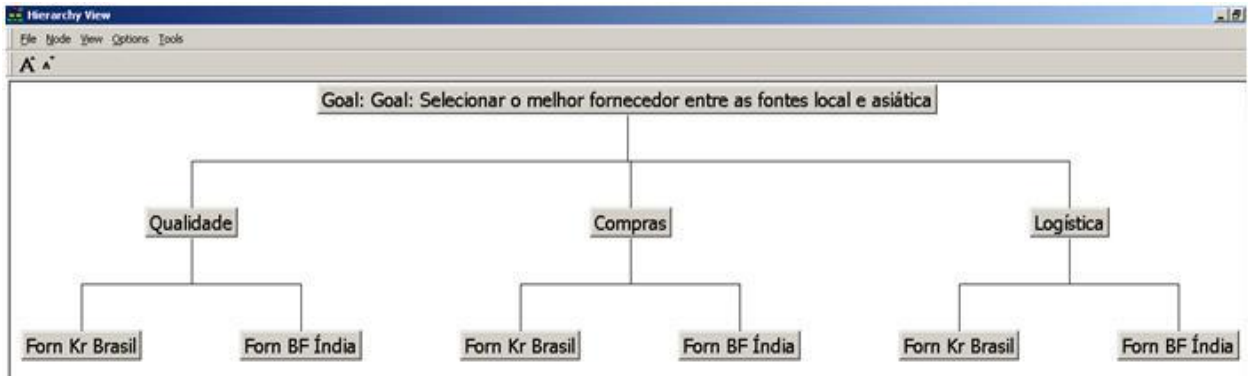 Hierarchy View
File Node View Options Tools
A A
Goal: Goal: Selecionar o melhor fornecedor entre as fontes local e asiática
Qualidade Compras Logística
Forn Kr Brasil Forn BF Índia Forn Kr Brasil Forn BF Índia Forn Kr Brasil Forn BF Índia